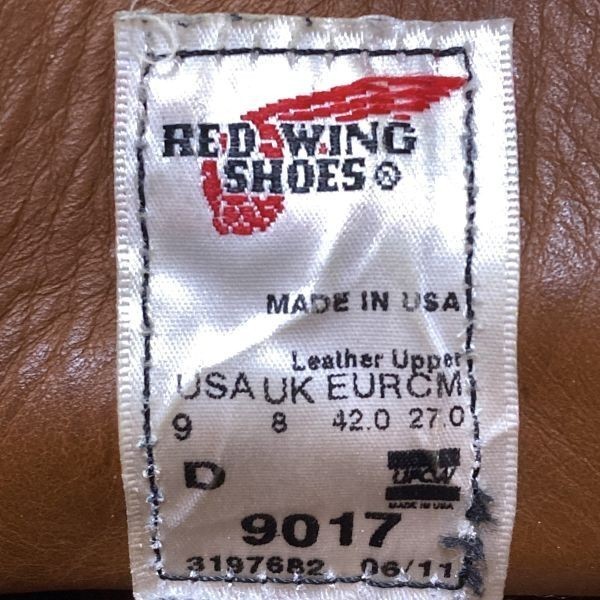 RED WING
SHOES ®
MADE IN USA
Leather Upper
USA UK EUR CM
9 8 42.0 27.0
D
UFCW
MADE IN USA
9017
3197682 06/11